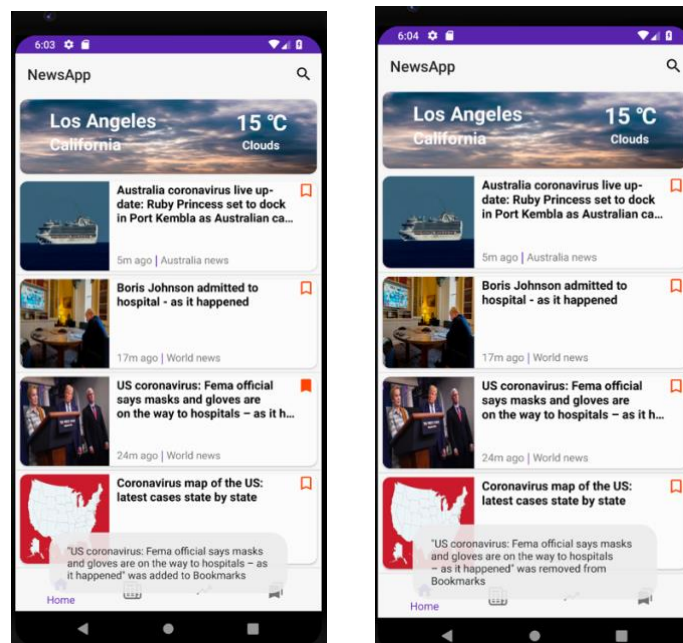 6:03
NewsApp
Los Angeles
California
15 °C
Clouds
Australia coronavirus live up-
date: Ruby Princess set to dock
in Port Kembla as Australian ca...
5m ago | Australia news
Boris Johnson admitted to
hospital - as it happened
17m ago | World news
US coronavirus: Fema official
says masks and gloves are
on the way to hospitals – as it h...
24m ago | World news
Coronavirus map of the US:
latest cases state by state
"US coronavirus: Fema official says masks
and gloves are on the way to hospitals – as
it happened" was added to Bookmarks
Home
6:04
NewsApp
Los Angeles
California
15 °C
Clouds
Australia coronavirus live up-
date: Ruby Princess set to dock
in Port Kembla as Australian ca...
5m ago | Australia news
Boris Johnson admitted to
hospital - as it happened
17m ago | World news
US coronavirus: Fema official
says masks and gloves are
on the way to hospitals – as it h...
24m ago | World news
Coronavirus map of the US:
latest cases state by state
"US coronavirus: Fema official says masks
and gloves are on the way to hospitals
– as it happened" was removed from
Bookmarks
Home